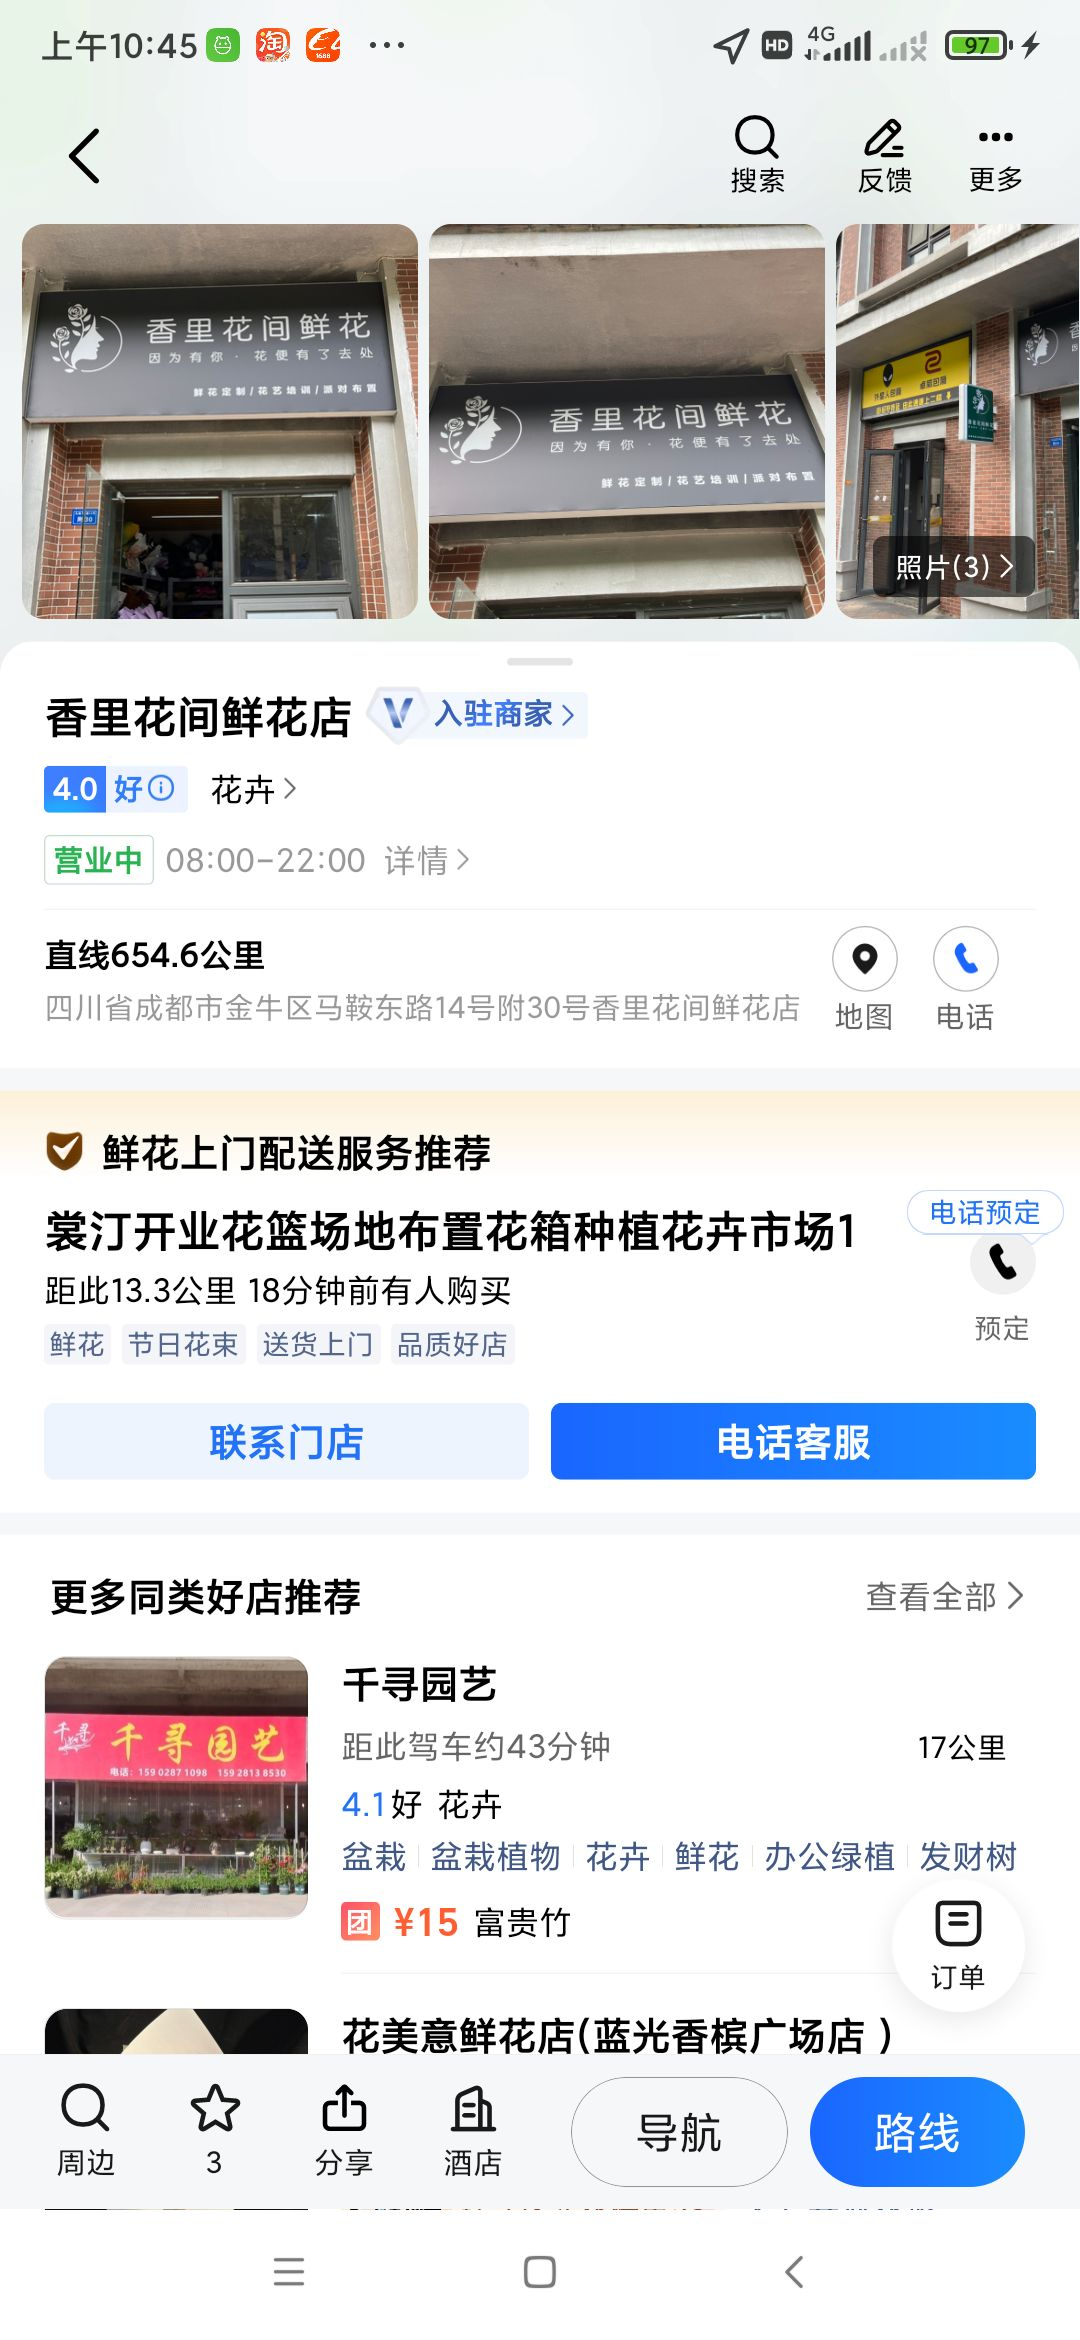 上午10:45
淘
1688
HD
4G
97
搜索
反馈
更多
香里花间鲜花
因为有你·花便有了去处
鲜花定制/花艺培训/派对布置
附30
香里花间鲜花
因为有你·花便有了去处
鲜花定制/花艺培训/派对布置
照片(3)
香里花间鲜花店
V 入驻商家
4.0 好 花卉
营业中 08:00-22:00 详情
直线654.6公里
四川省成都市金牛区马鞍东路14号附30号香里花间鲜花店
地图
电话
鲜花上门配送服务推荐
裳汀开业花篮场地布置花箱种植花卉市场1
电话预定
距此13.3公里 18分钟前有人购买
预定
鲜花 节日花束 送货上门 品质好店
联系门店
电话客服
更多同类好店推荐
查看全部
千寻
千寻园艺
电话:15902871098 15928138530
千寻园艺
距此驾车约43分钟
17公里
4.1好 花卉
盆栽 盆栽植物 花卉 鲜花 办公绿植 发财树
团 ¥15 富贵竹
订单
花美意鲜花店(蓝光香槟广场店)
周边
3
分享
酒店
导航
路线